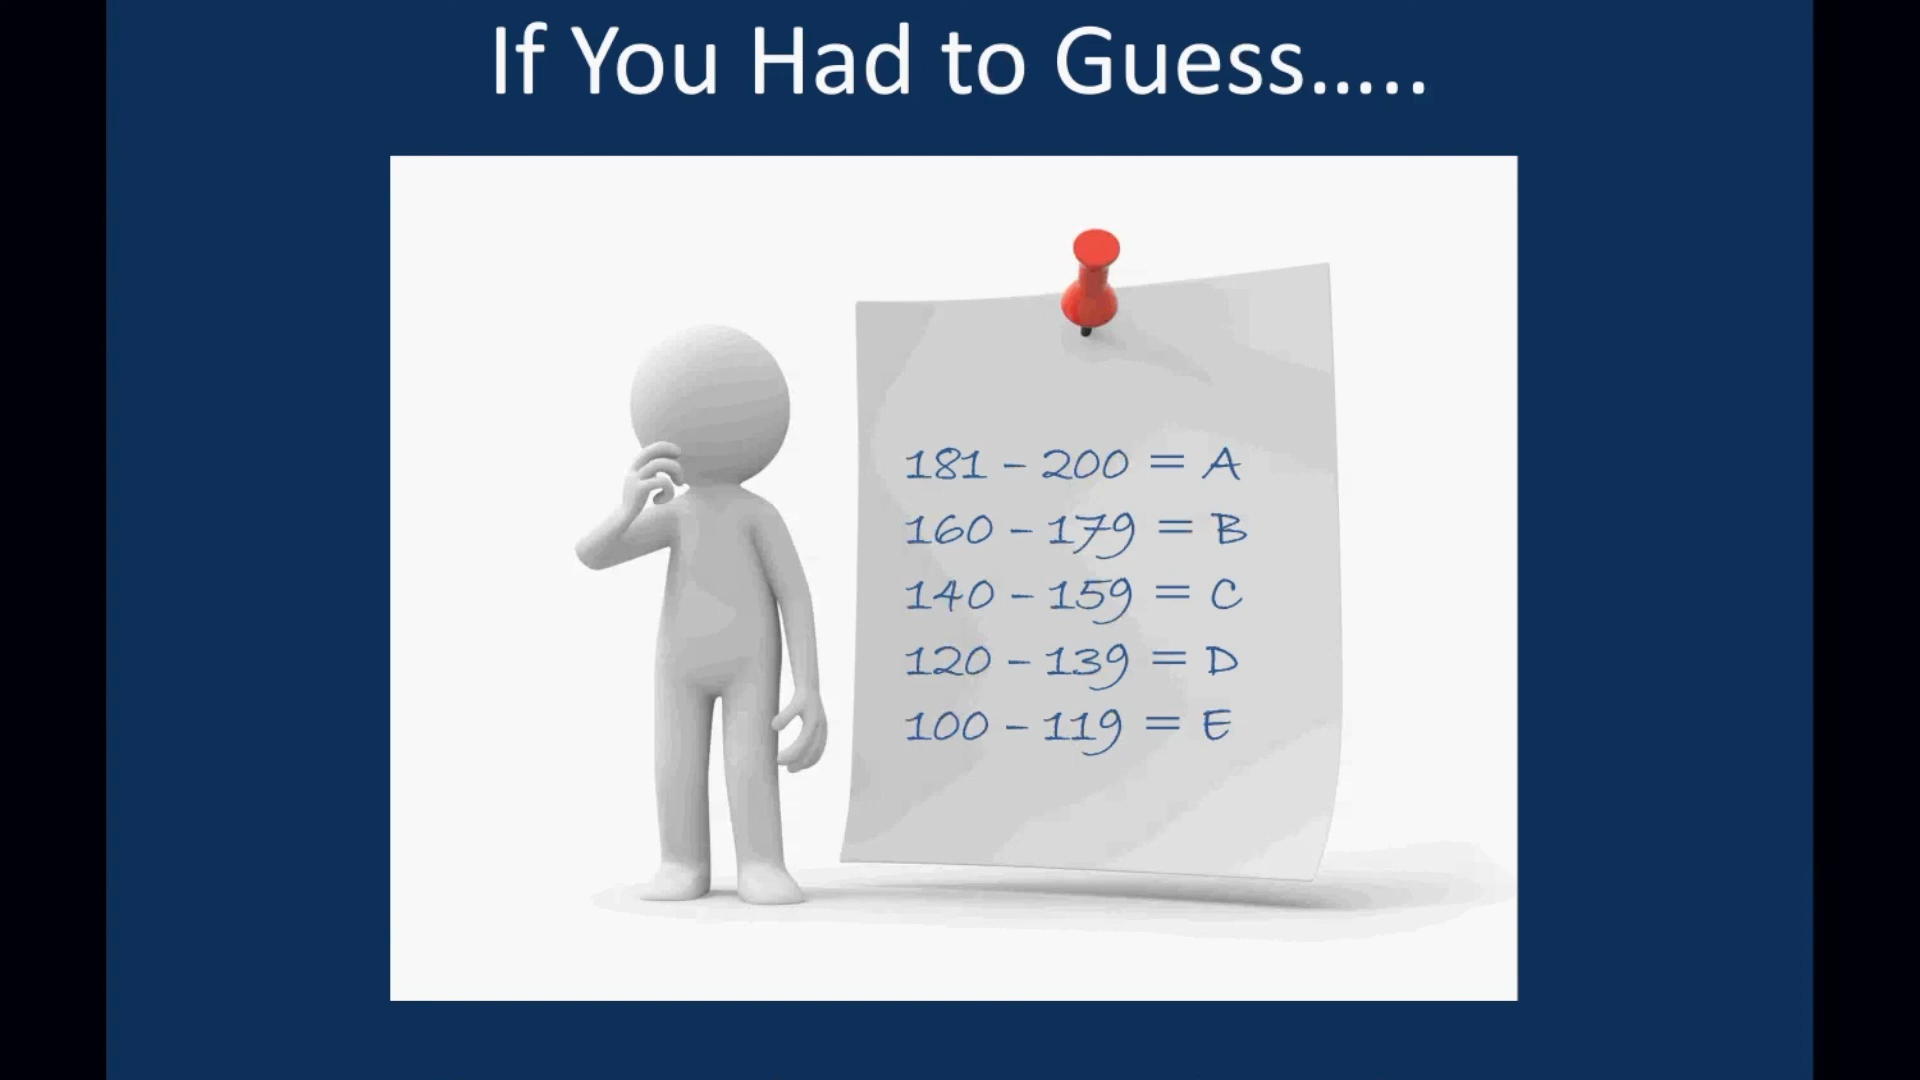 If You Had to Guess.....
181 – 200 = A
160 – 179 = B
140 – 159 = C
120 – 139 = D
100 – 119 = E